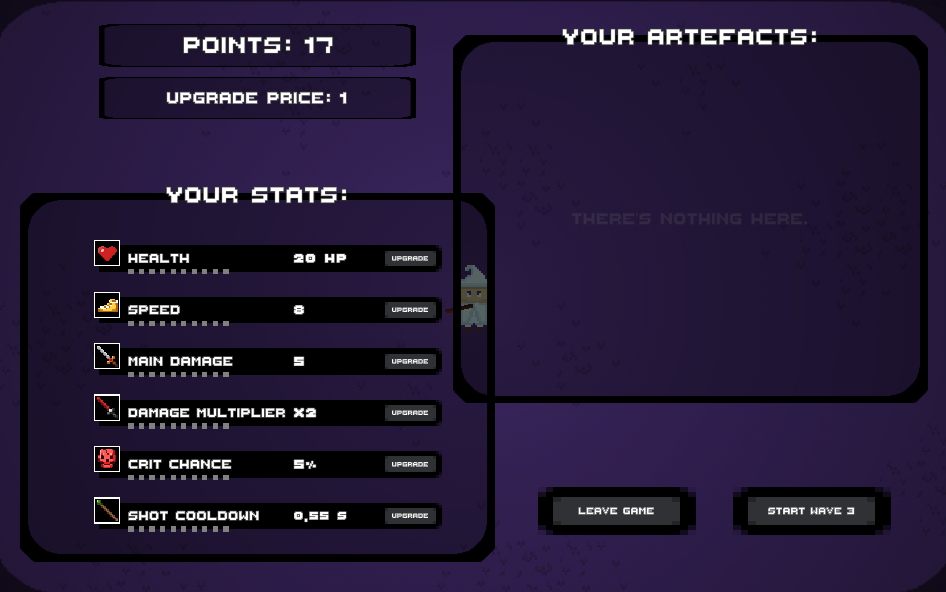 POINTS: 17
UPGRADE PRICE: 1
YOUR STATS:
HEALTH 20 HP UPGRADE
SPEED 8 UPGRADE
MAIN DAMAGE 5 UPGRADE
DAMAGE MULTIPLIER X2 UPGRADE
CRIT CHANCE 5% UPGRADE
SHOT COOLDOWN 0,55 S UPGRADE
YOUR ARTEFACTS:
THERE'S NOTHING HERE.
LEAVE GAME
START WAVE 3